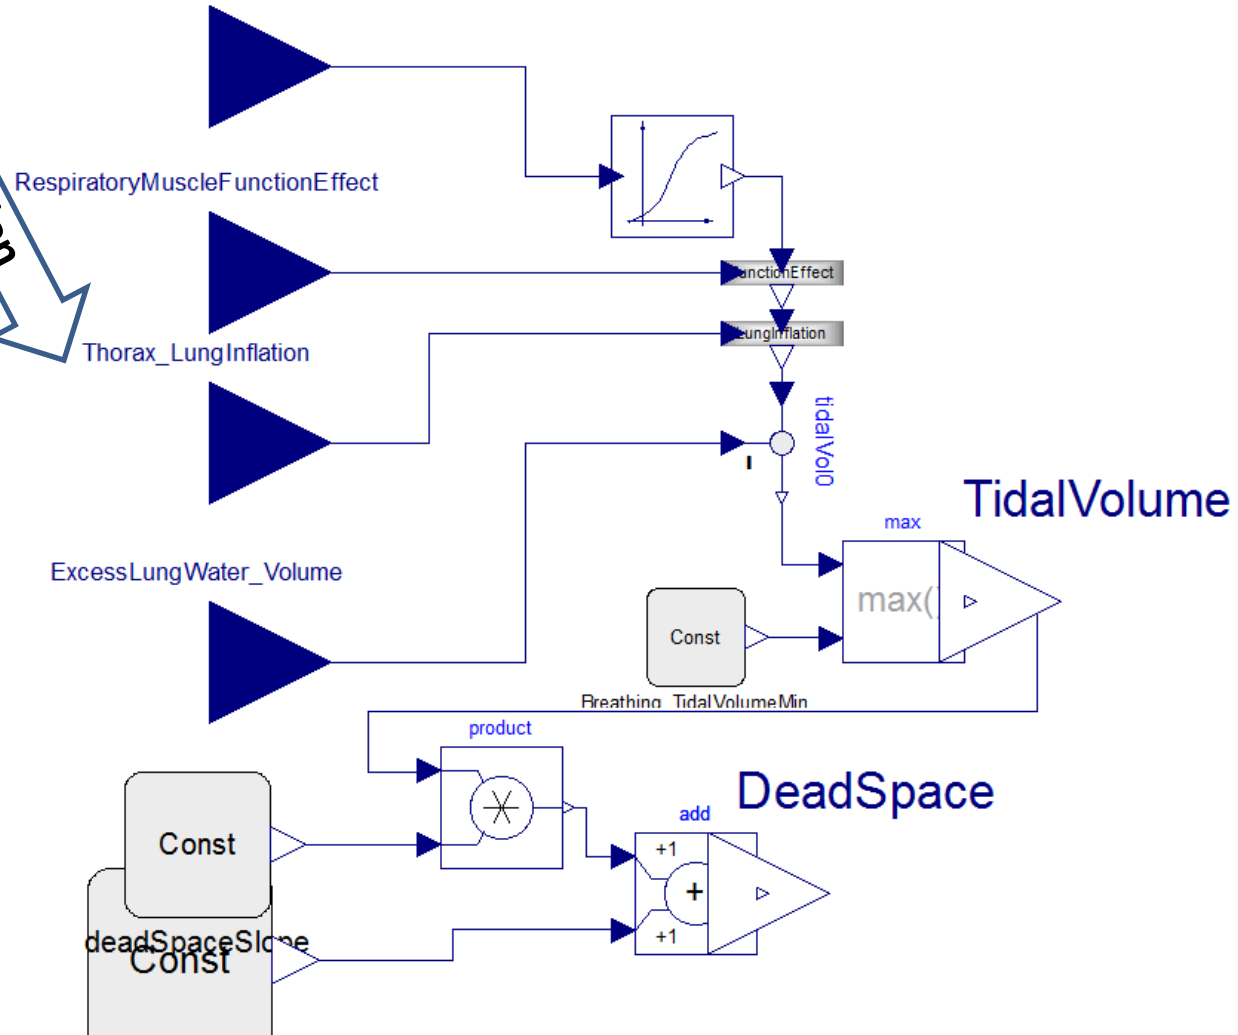 RespiratoryMuscleFunctionEffect
FunctionEffect
LungInflation
Thorax_LungInflation
tidalVol0
TidalVolume
max
max()
ExcessLungWater_Volume
Const
Breathing_TidalVolumeMin
product
DeadSpace
add
Const
+1
+
+1
deadSpaceSlope
Const